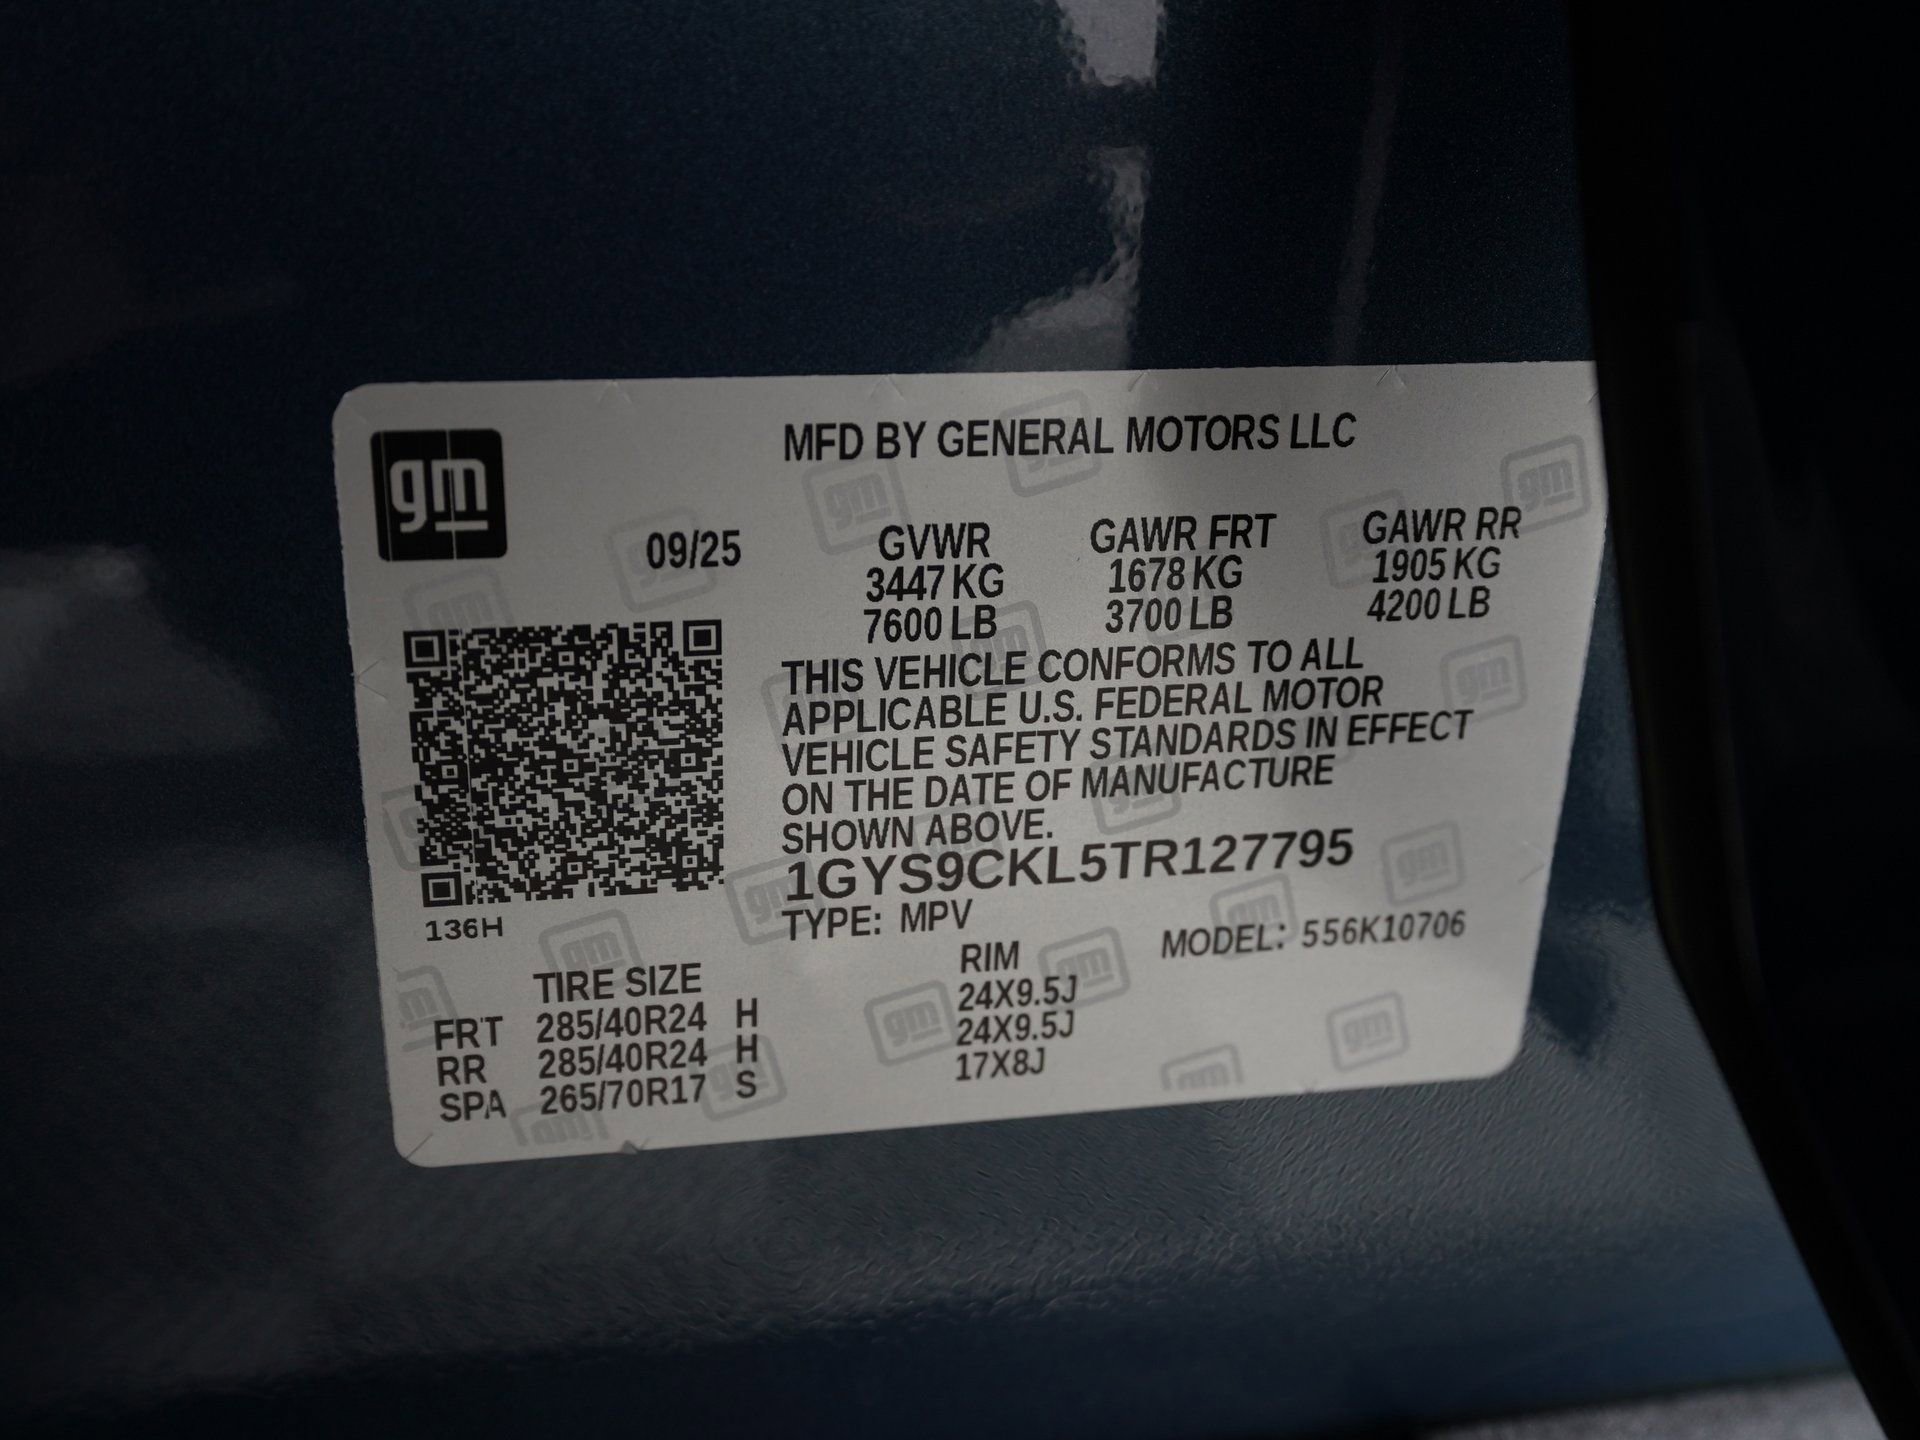 gm
MFD BY GENERAL MOTORS LLC
09/25
GVWR GAWR FRT GAWR RR
3447 KG 1678 KG 1905 KG
7600 LB 3700 LB 4200 LB
THIS VEHICLE CONFORMS TO ALL
APPLICABLE U.S. FEDERAL MOTOR
VEHICLE SAFETY STANDARDS IN EFFECT
ON THE DATE OF MANUFACTURE
SHOWN ABOVE.
1GYS9CKL5TR127795
136H
TYPE: MPV MODEL: 556K10706
TIRE SIZE RIM
FRT 285/40R24 H 24X9.5J
RR 285/40R24 H 24X9.5J
SPA 265/70R17 S 17X8J